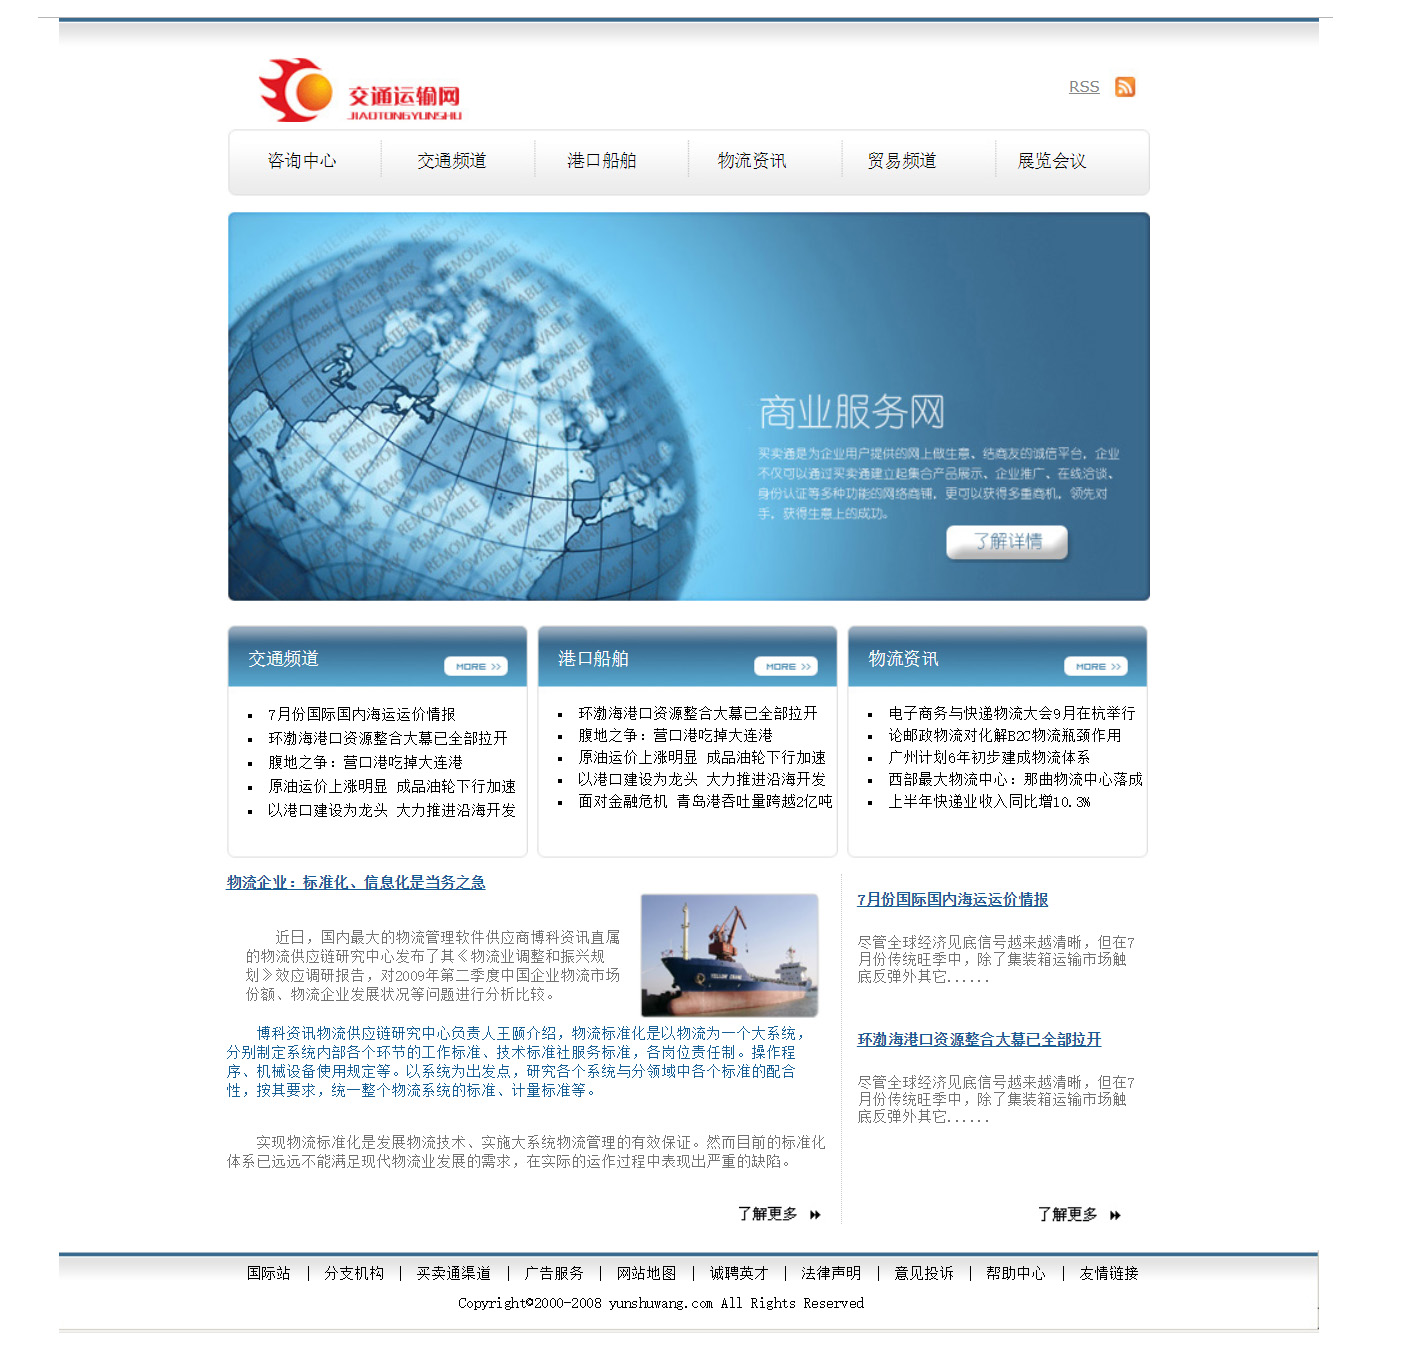 交通运输网
JIAOTONGYUNSHU
RSS
咨询中心 交通频道 港口船舶 物流资讯 贸易频道 展览会议
REMOVABLE WATERMARK
商业服务网
买卖通是为企业用户提供的网上做生意、结商友的诚信平台，企业
不仅可以通过买卖通建立起集合产品展示、企业推广、在线洽谈、
身份认证等多种功能的网络商铺，更可以获得多重商机，领先对
手，获得生意上的成功。
了解详情
交通频道 MORE >>
7月份国际国内海运运价情报
环渤海港口资源整合大幕已全部拉开
腹地之争：营口港吃掉大连港
原油运价上涨明显 成品油轮下行加速
以港口建设为龙头 大力推进沿海开发
港口船舶 MORE >>
环渤海港口资源整合大幕已全部拉开
腹地之争：营口港吃掉大连港
原油运价上涨明显 成品油轮下行加速
以港口建设为龙头 大力推进沿海开发
面对金融危机 青岛港吞吐量跨越2亿吨
物流资讯 MORE >>
电子商务与快递物流大会9月在杭举行
论邮政物流对化解B2C物流瓶颈作用
广州计划6年初步建成物流体系
西部最大物流中心：那曲物流中心落成
上半年快递业收入同比增10.3%
物流企业：标准化、信息化是当务之急
近日，国内最大的物流管理软件供应商博科资讯直属
的物流供应链研究中心发布了其《物流业调整和振兴规
划》效应调研报告，对2009年第二季度中国企业物流市场
份额、物流企业发展状况等问题进行分析比较。
博科资讯物流供应链研究中心负责人王颐介绍，物流标准化是以物流为一个大系统，
分别制定系统内部各个环节的工作标准、技术标准社服务标准，各岗位责任制。操作程
序、机械设备使用规定等。以系统为出发点，研究各个系统与分领域中各个标准的配合
性，按其要求，统一整个物流系统的标准、计量标准等。
实现物流标准化是发展物流技术、实施大系统物流管理的有效保证。然而目前的标准化
体系已远远不能满足现代物流业发展的需求，在实际的运作过程中表现出严重的缺陷。
了解更多
7月份国际国内海运运价情报
尽管全球经济见底信号越来越清晰，但在7
月份传统旺季中，除了集装箱运输市场触
底反弹外其它......
环渤海港口资源整合大幕已全部拉开
尽管全球经济见底信号越来越清晰，但在7
月份传统旺季中，除了集装箱运输市场触
底反弹外其它......
了解更多
国际站 | 分支机构 | 买卖通渠道 | 广告服务 | 网站地图 | 诚聘英才 | 法律声明 | 意见投诉 | 帮助中心 | 友情链接
Copyright©2000-2008 yunshuwang.com All Rights Reserved